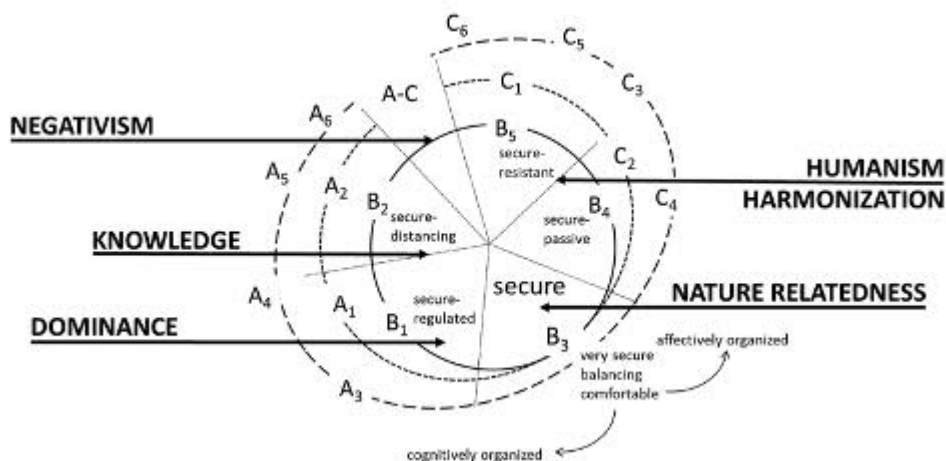 C₆
C₅
A-C
C₁
C₃
A₆
NEGATIVISM
B₅
A₅
A₂
secure-
resistant
C₂
HUMANISM
HARMONIZATION
B₂
B₄
C₄
secure-
distancing
secure-
passive
KNOWLEDGE
secure
NATURE RELATEDNESS
A₄
A₁
secure-
regulated
DOMINANCE
B₁
B₃
affectively organized
very secure
balancing
comfortable
A₃
cognitively organized